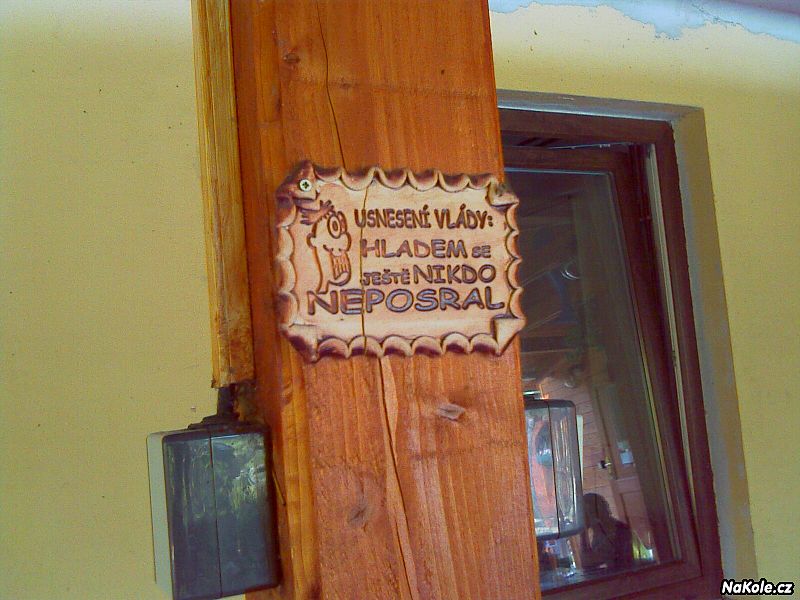 USNESENÍ VLÁDY:
HLADEM SE
JEŠTĚ NIKDO
NEPOSRAL
NaKole.cz